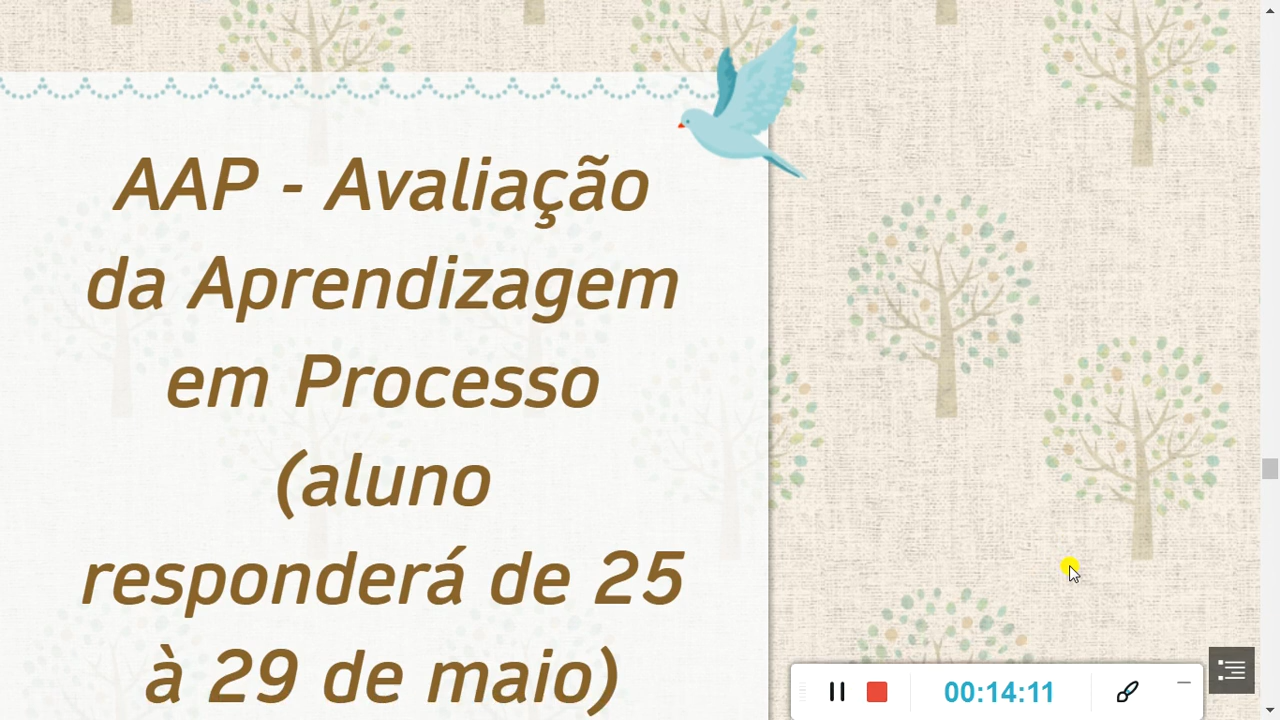 AAP - Avaliação
da Aprendizagem
em Processo
(aluno
responderá de 25
à 29 de maio)
00:14:11